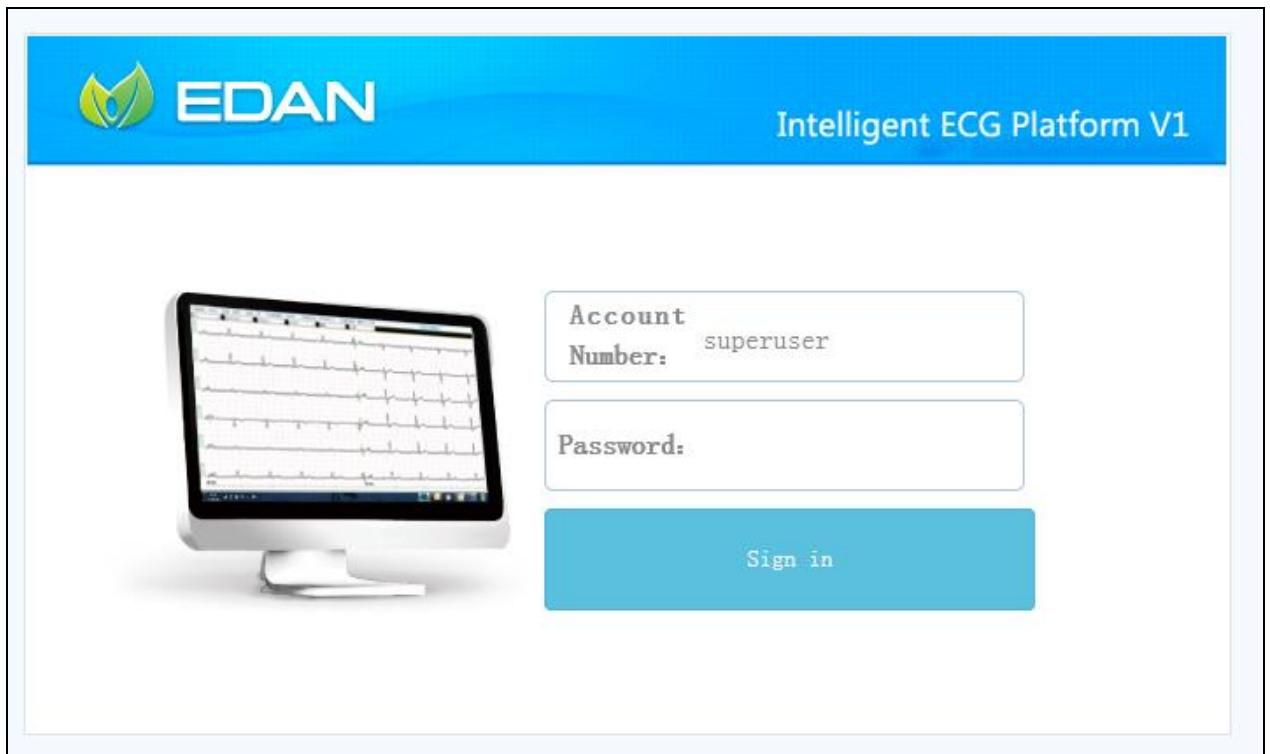 EDAN
Intelligent ECG Platform V1
Account
Number: superuser
Password:
Sign in